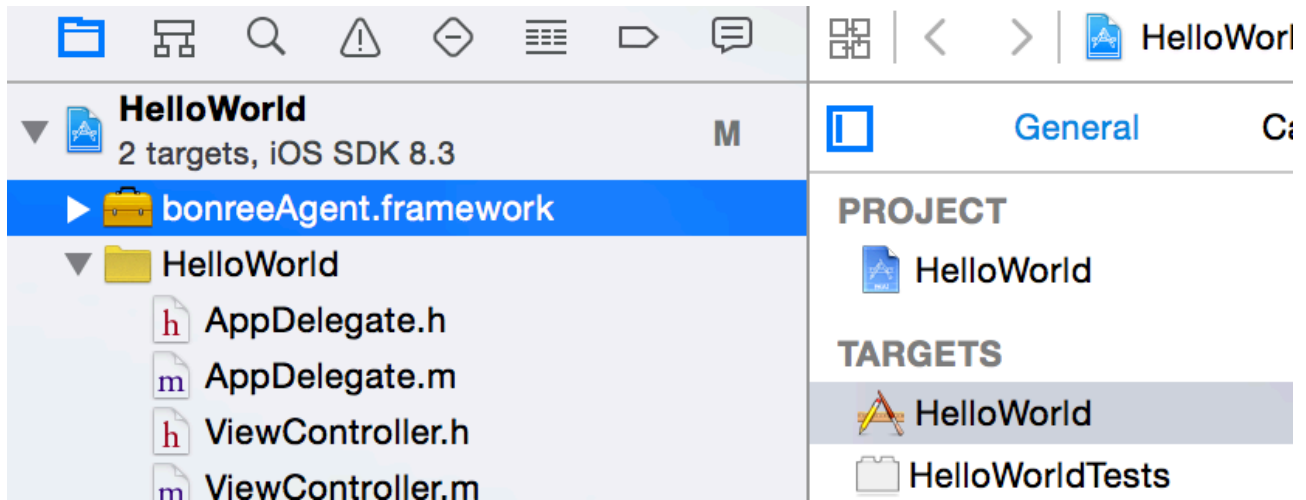 HelloWorld
2 targets, iOS SDK 8.3
M
bonreeAgent.framework
HelloWorld
h AppDelegate.h
m AppDelegate.m
h ViewController.h
m ViewController.m
HelloWorl
General Ca
PROJECT
HelloWorld
TARGETS
HelloWorld
HelloWorldTests